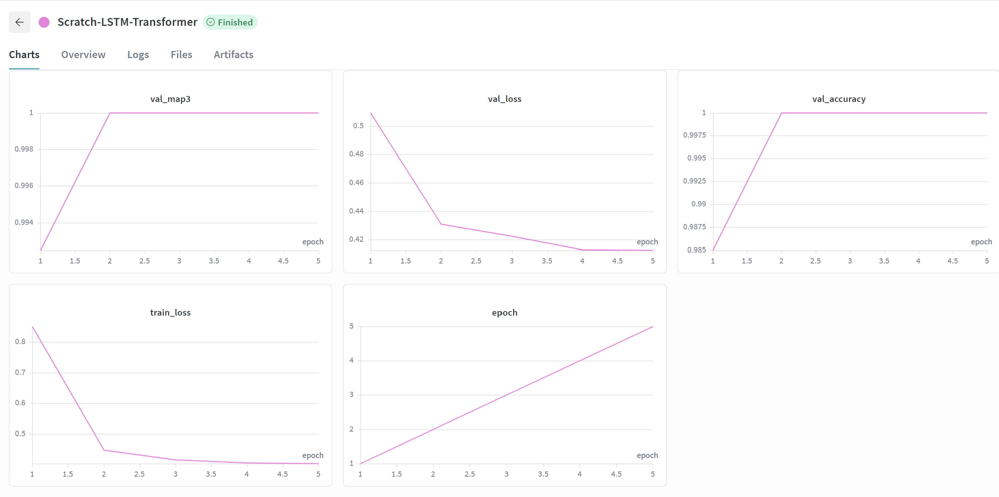 Scratch-LSTM-Transformer Finished
Charts Overview Logs Files Artifacts
val_map3
1
0.998
0.996
0.994
epoch
1 1.5 2 2.5 3 3.5 4 4.5 5
val_loss
0.5
0.48
0.46
0.44
0.42
epoch
1 1.5 2 2.5 3 3.5 4 4.5 5
val_accuracy
1
0.9975
0.995
0.9925
0.99
0.9875
0.985
epoch
1 1.5 2 2.5 3 3.5 4 4.5 5
train_loss
0.8
0.7
0.6
0.5
epoch
1 1.5 2 2.5 3 3.5 4 4.5 5
epoch
5
4
3
2
1
epoch
1 1.5 2 2.5 3 3.5 4 4.5 5